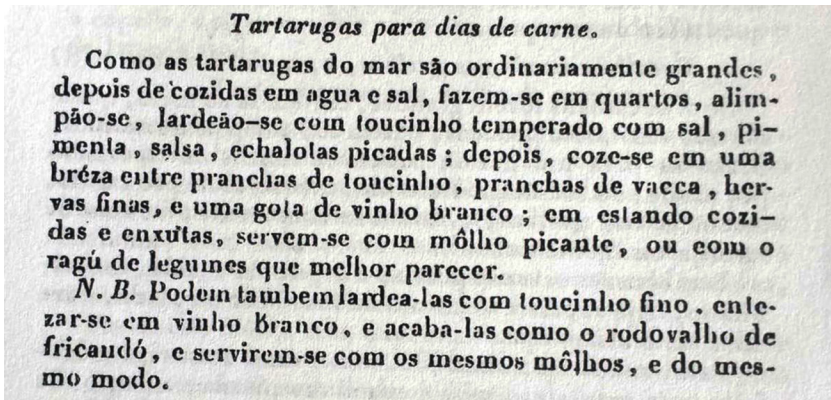 Tartarugas para dias de carne.
Como as tartarugas do mar são ordinariamente grandes,
depois de cozidas em agua e sal, fazem-se em quartos, alim-
pão-se, lardeão-se com toucinho temperado com sal, pi-
menta, salsa, echalotas picadas; depois, coze-se em uma
bréza entre pranchas de toucinho, pranchas de vacca, her-
vas finas, e uma gota de vinho branco; em estando cozi-
das e enxutas, servem-se com môlho picante, ou com o
ragú de legumes que melhor parecer.
N. B. Podem tambem lardea-las com toucinho fino, ente-
zar-se em vinho branco, e acaba-las como o rodovalho de
fricandó, e servirem-se com os mesmos môlhos, e do mes-
mo modo.